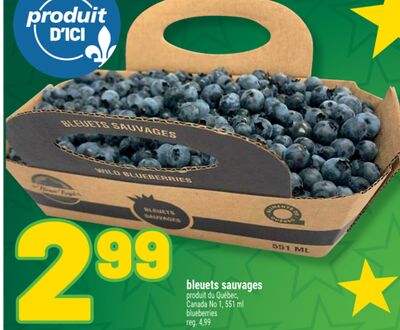 produit
D'ICI
BLEUETS SAUVAGES
WILD BLUEBERRIES
BLEUETS
SAUVAGES
551 ML
2.99
bleuets sauvages
produit du Québec,
Canada No 1, 551 ml
blueberries
reg. 4,99